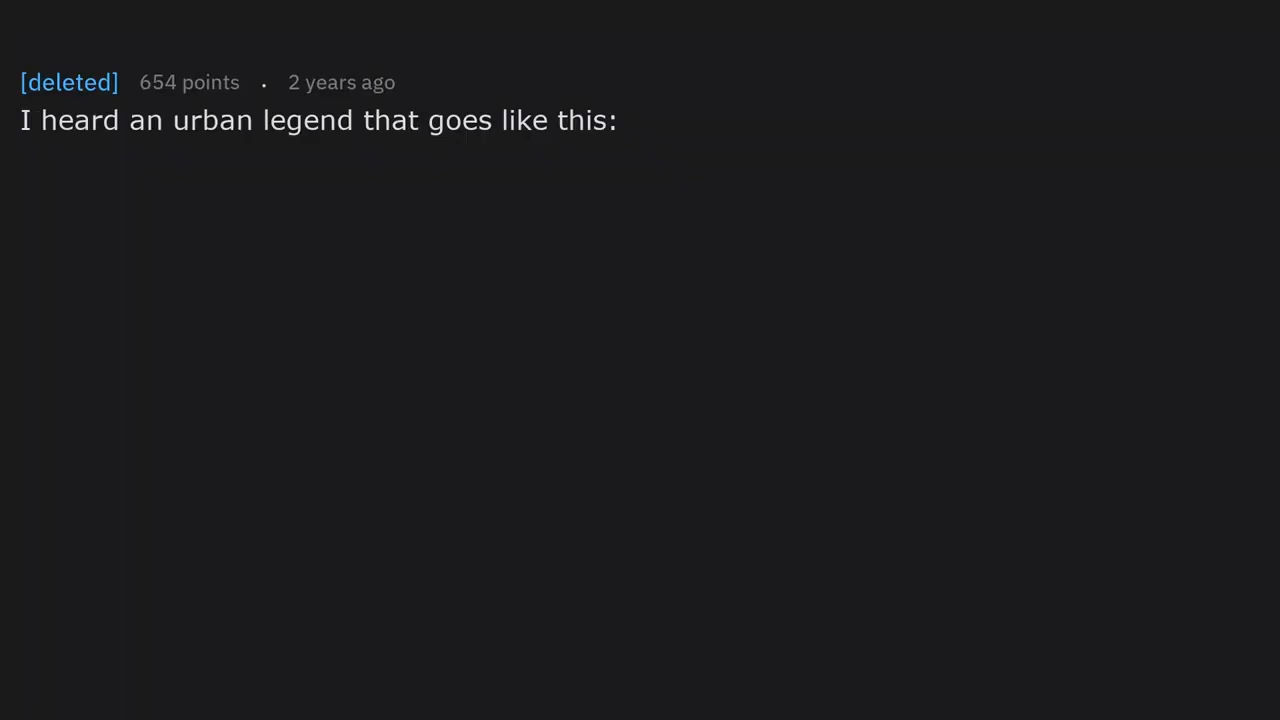 [deleted] 654 points . 2 years ago
I heard an urban legend that goes like this: